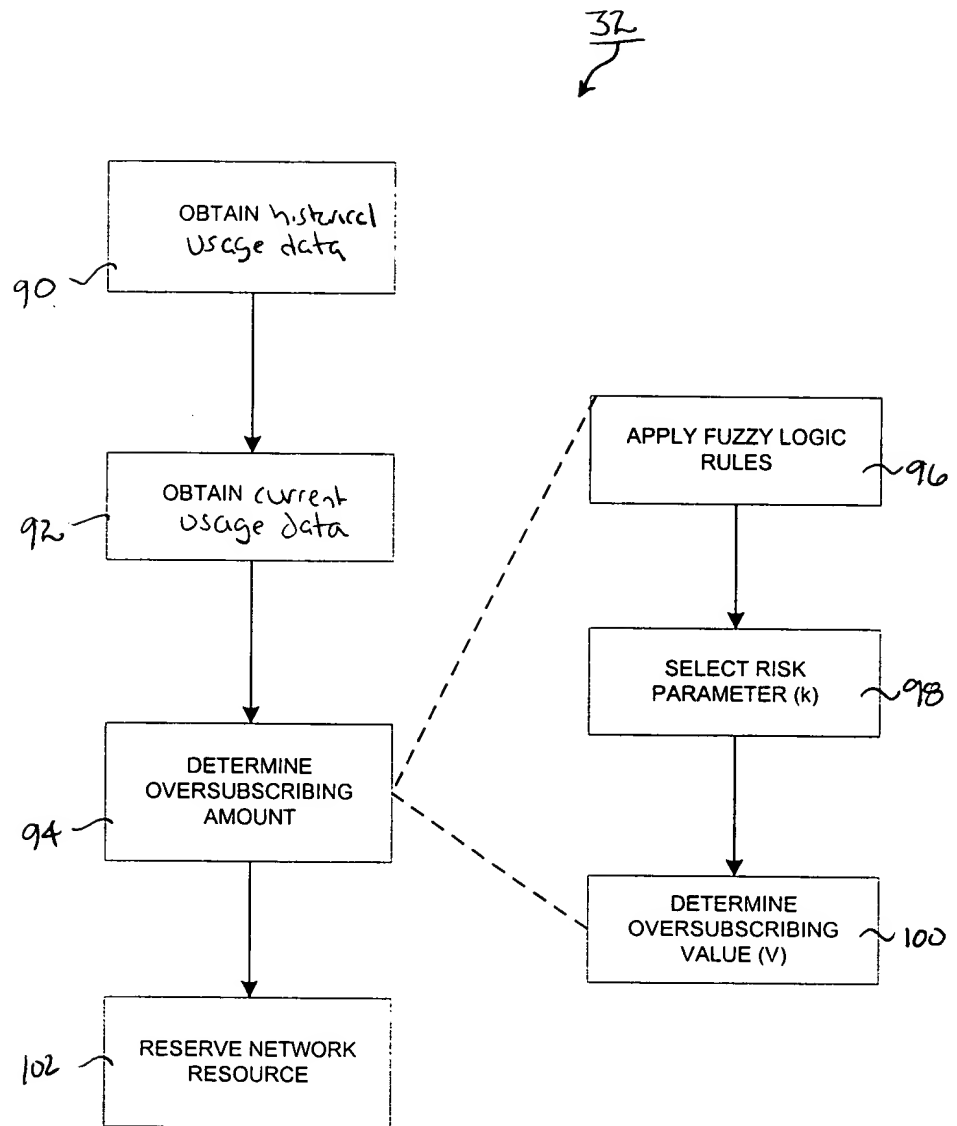 32
OBTAIN historical
usage data
90
OBTAIN current
usage data
92
DETERMINE
OVERSUBSCRIBING
AMOUNT
94
RESERVE NETWORK
RESOURCE
102
APPLY FUZZY LOGIC
RULES
96
SELECT RISK
PARAMETER (k)
98
DETERMINE
OVERSUBSCRIBING
VALUE (V)
100